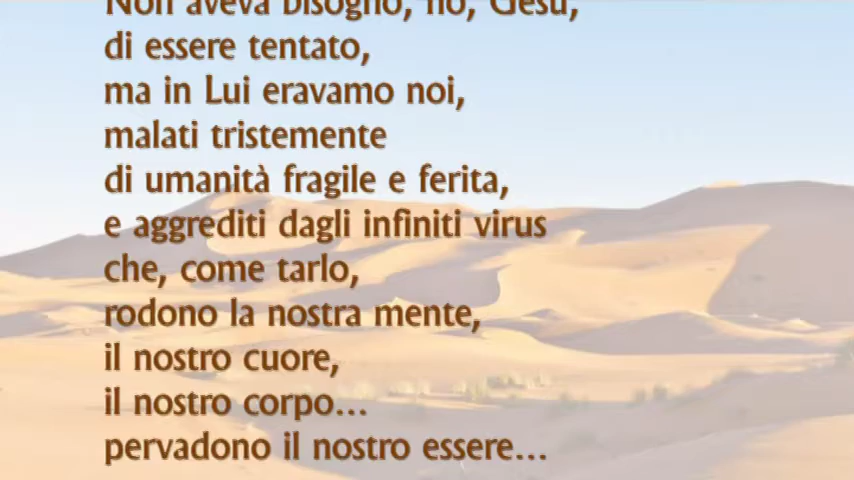 Non aveva bisogno, no, Gesù,
di essere tentato,
ma in Lui eravamo noi,
malati tristemente
di umanità fragile e ferita,
e aggrediti dagli infiniti virus
che, come tarlo,
rodono la nostra mente,
il nostro cuore,
il nostro corpo...
pervadono il nostro essere...